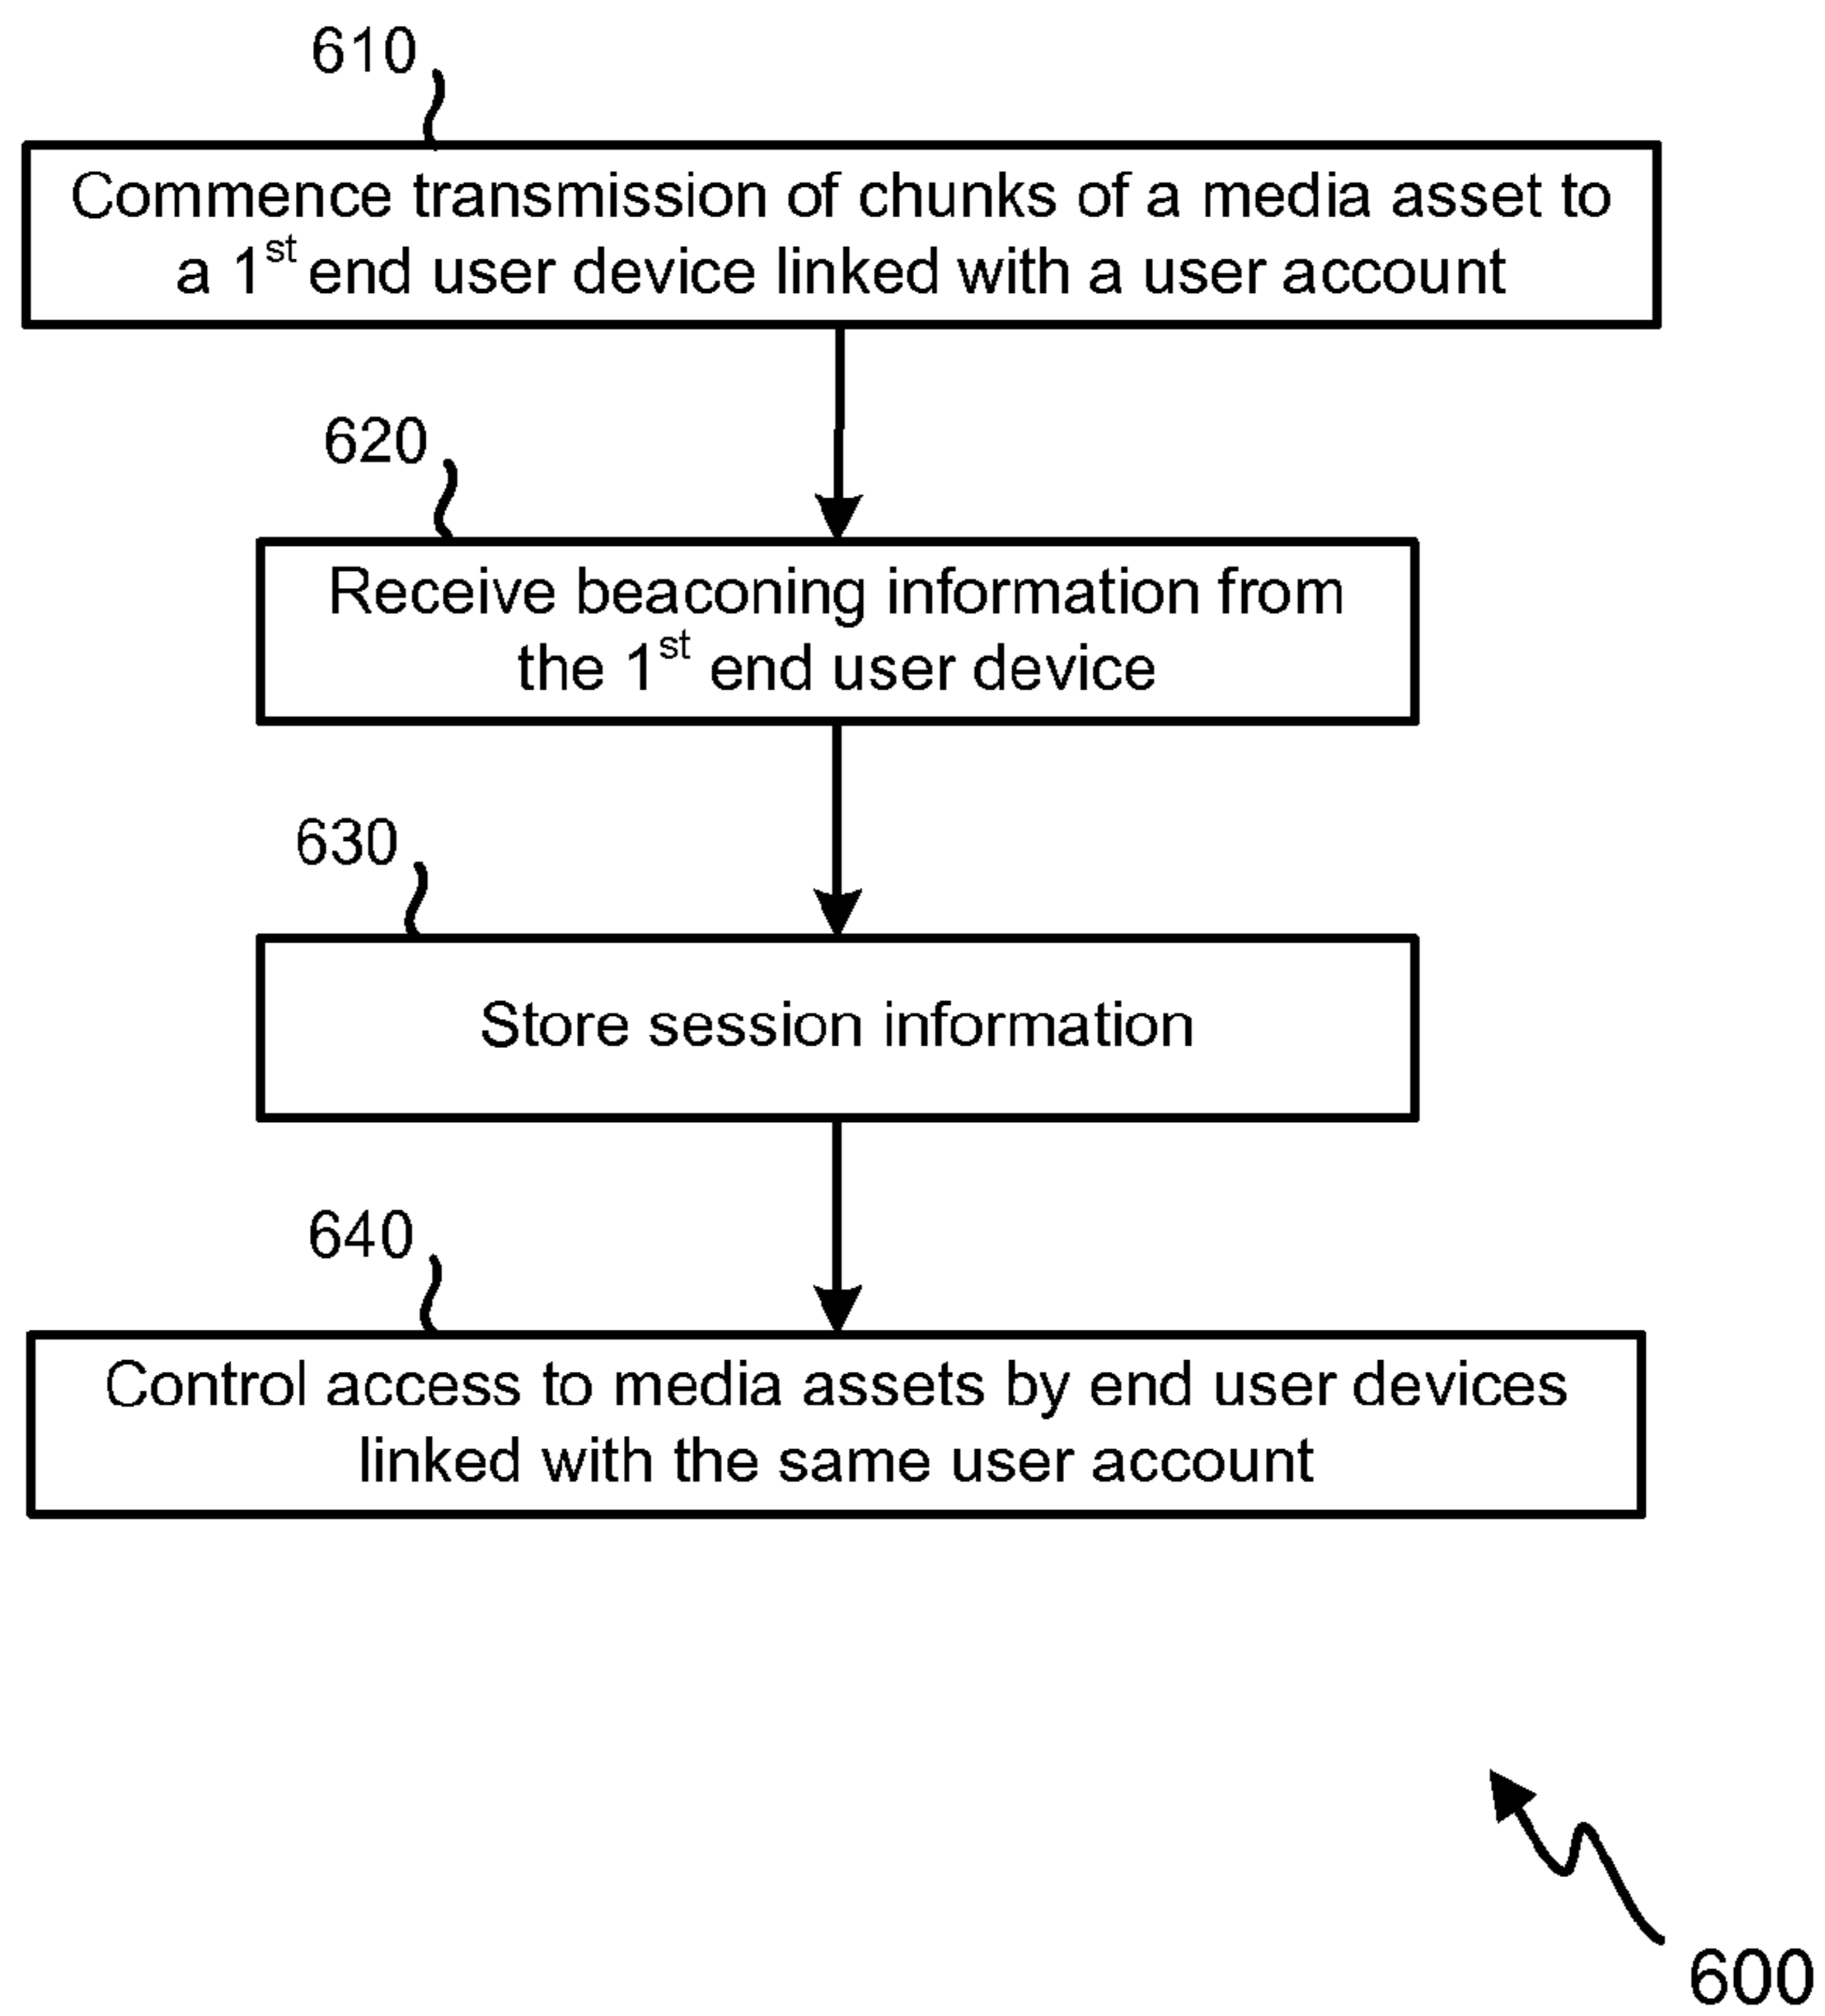 610
Commence transmission of chunks of a media asset to
a 1st end user device linked with a user account
620
Receive beaconing information from
the 1st end user device
630
Store session information
640
Control access to media assets by end user devices
linked with the same user account
600